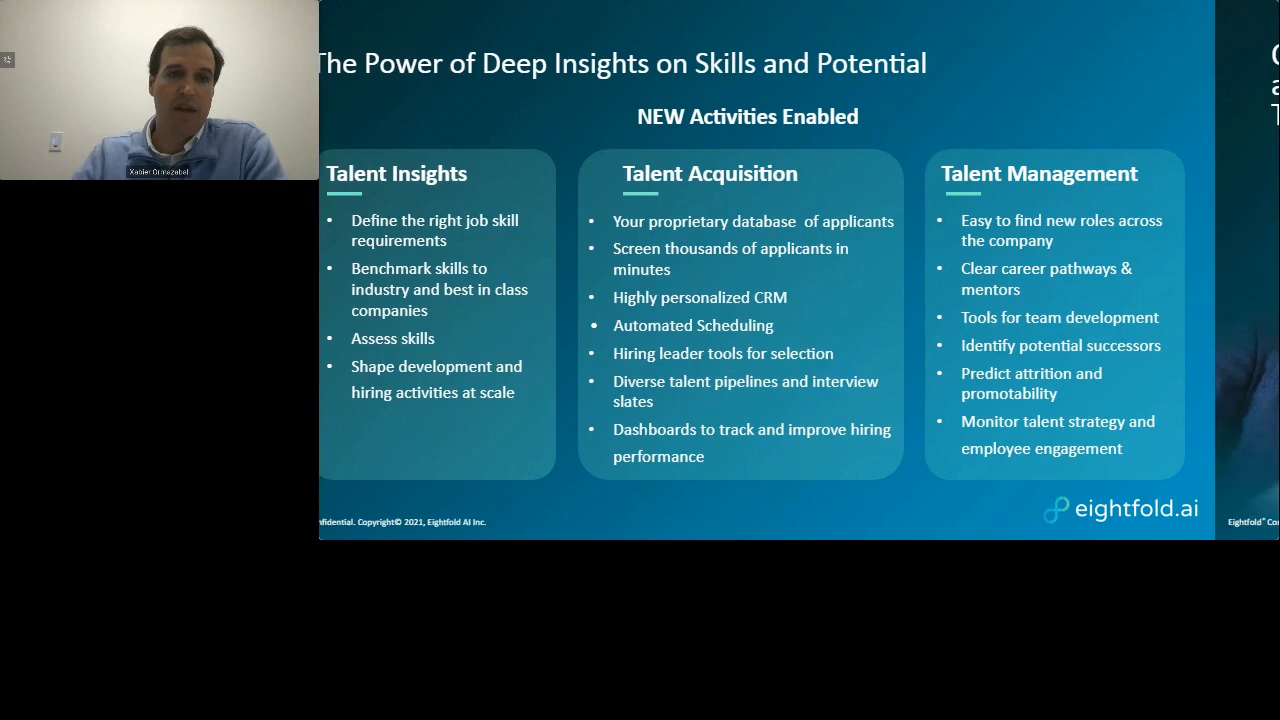 The Power of Deep Insights on Skills and Potential
NEW Activities Enabled
Xabier Ormazabal
Talent Insights
• Define the right job skill
requirements
• Benchmark skills to
industry and best in class
companies
• Assess skills
• Shape development and
hiring activities at scale
Talent Acquisition
• Your proprietary database of applicants
• Screen thousands of applicants in
minutes
• Highly personalized CRM
• Automated Scheduling
• Hiring leader tools for selection
• Diverse talent pipelines and interview
slates
• Dashboards to track and improve hiring
performance
Talent Management
• Easy to find new roles across
the company
• Clear career pathways &
mentors
• Tools for team development
• Identify potential successors
• Predict attrition and
promotability
• Monitor talent strategy and
employee engagement
eightfold.ai
nfidential. Copyright© 2021, Eightfold AI Inc.
Eightfold® Co